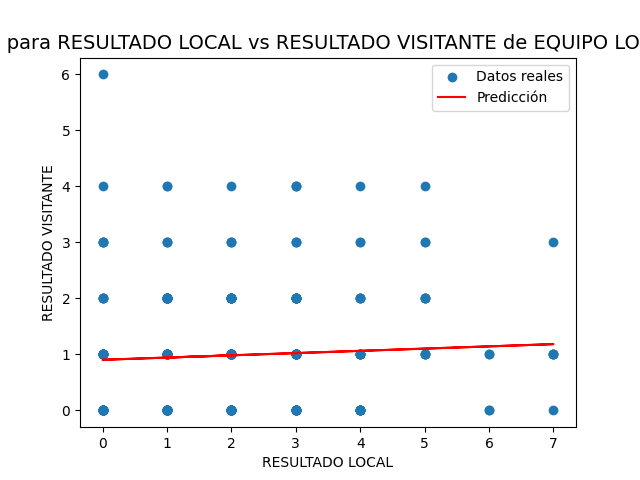 para RESULTADO LOCAL vs RESULTADO VISITANTE de EQUIPO LO
Datos reales
Predicción
6
5
4
3
2
1
0
RESULTADO VISITANTE
0 1 2 3 4 5 6 7
RESULTADO LOCAL